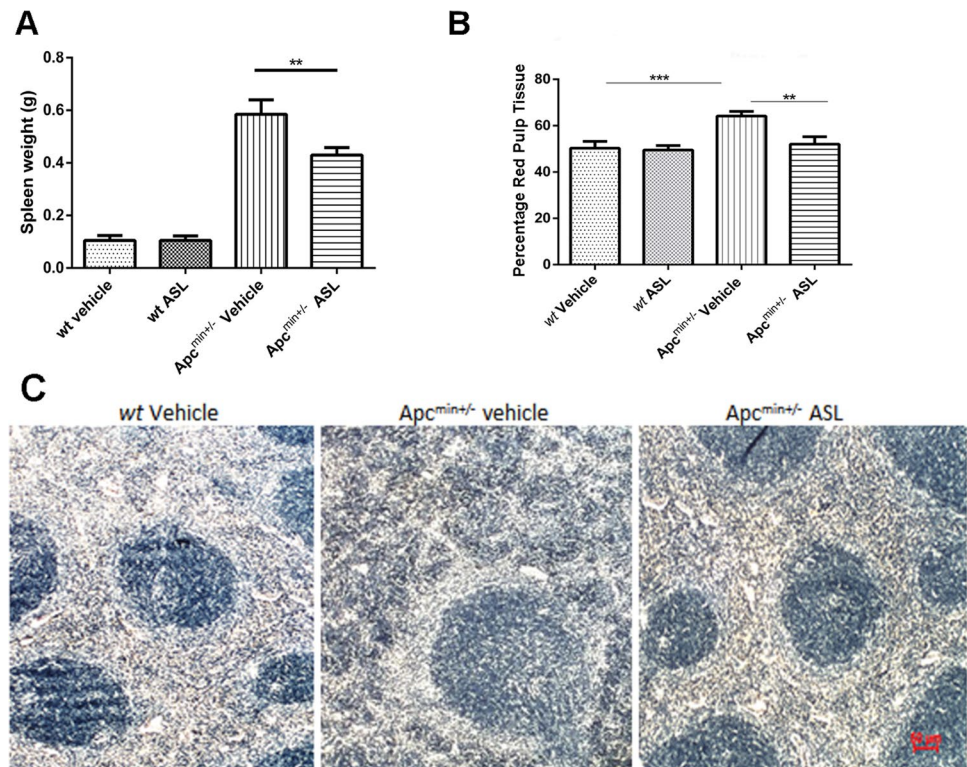 A
Spleen weight (g)
0.8
0.6
0.4
0.2
0.0
**
wt vehicle
wt ASL
Apcmin+/- Vehicle
Apcmin+/- ASL
B
Percentage Red Pulp Tissue
80
60
40
20
0
***
**
wt Vehicle
wt ASL
Apcmin+/- Vehicle
Apcmin+/- ASL
C
wt Vehicle
Apcmin+/- vehicle
Apcmin+/- ASL